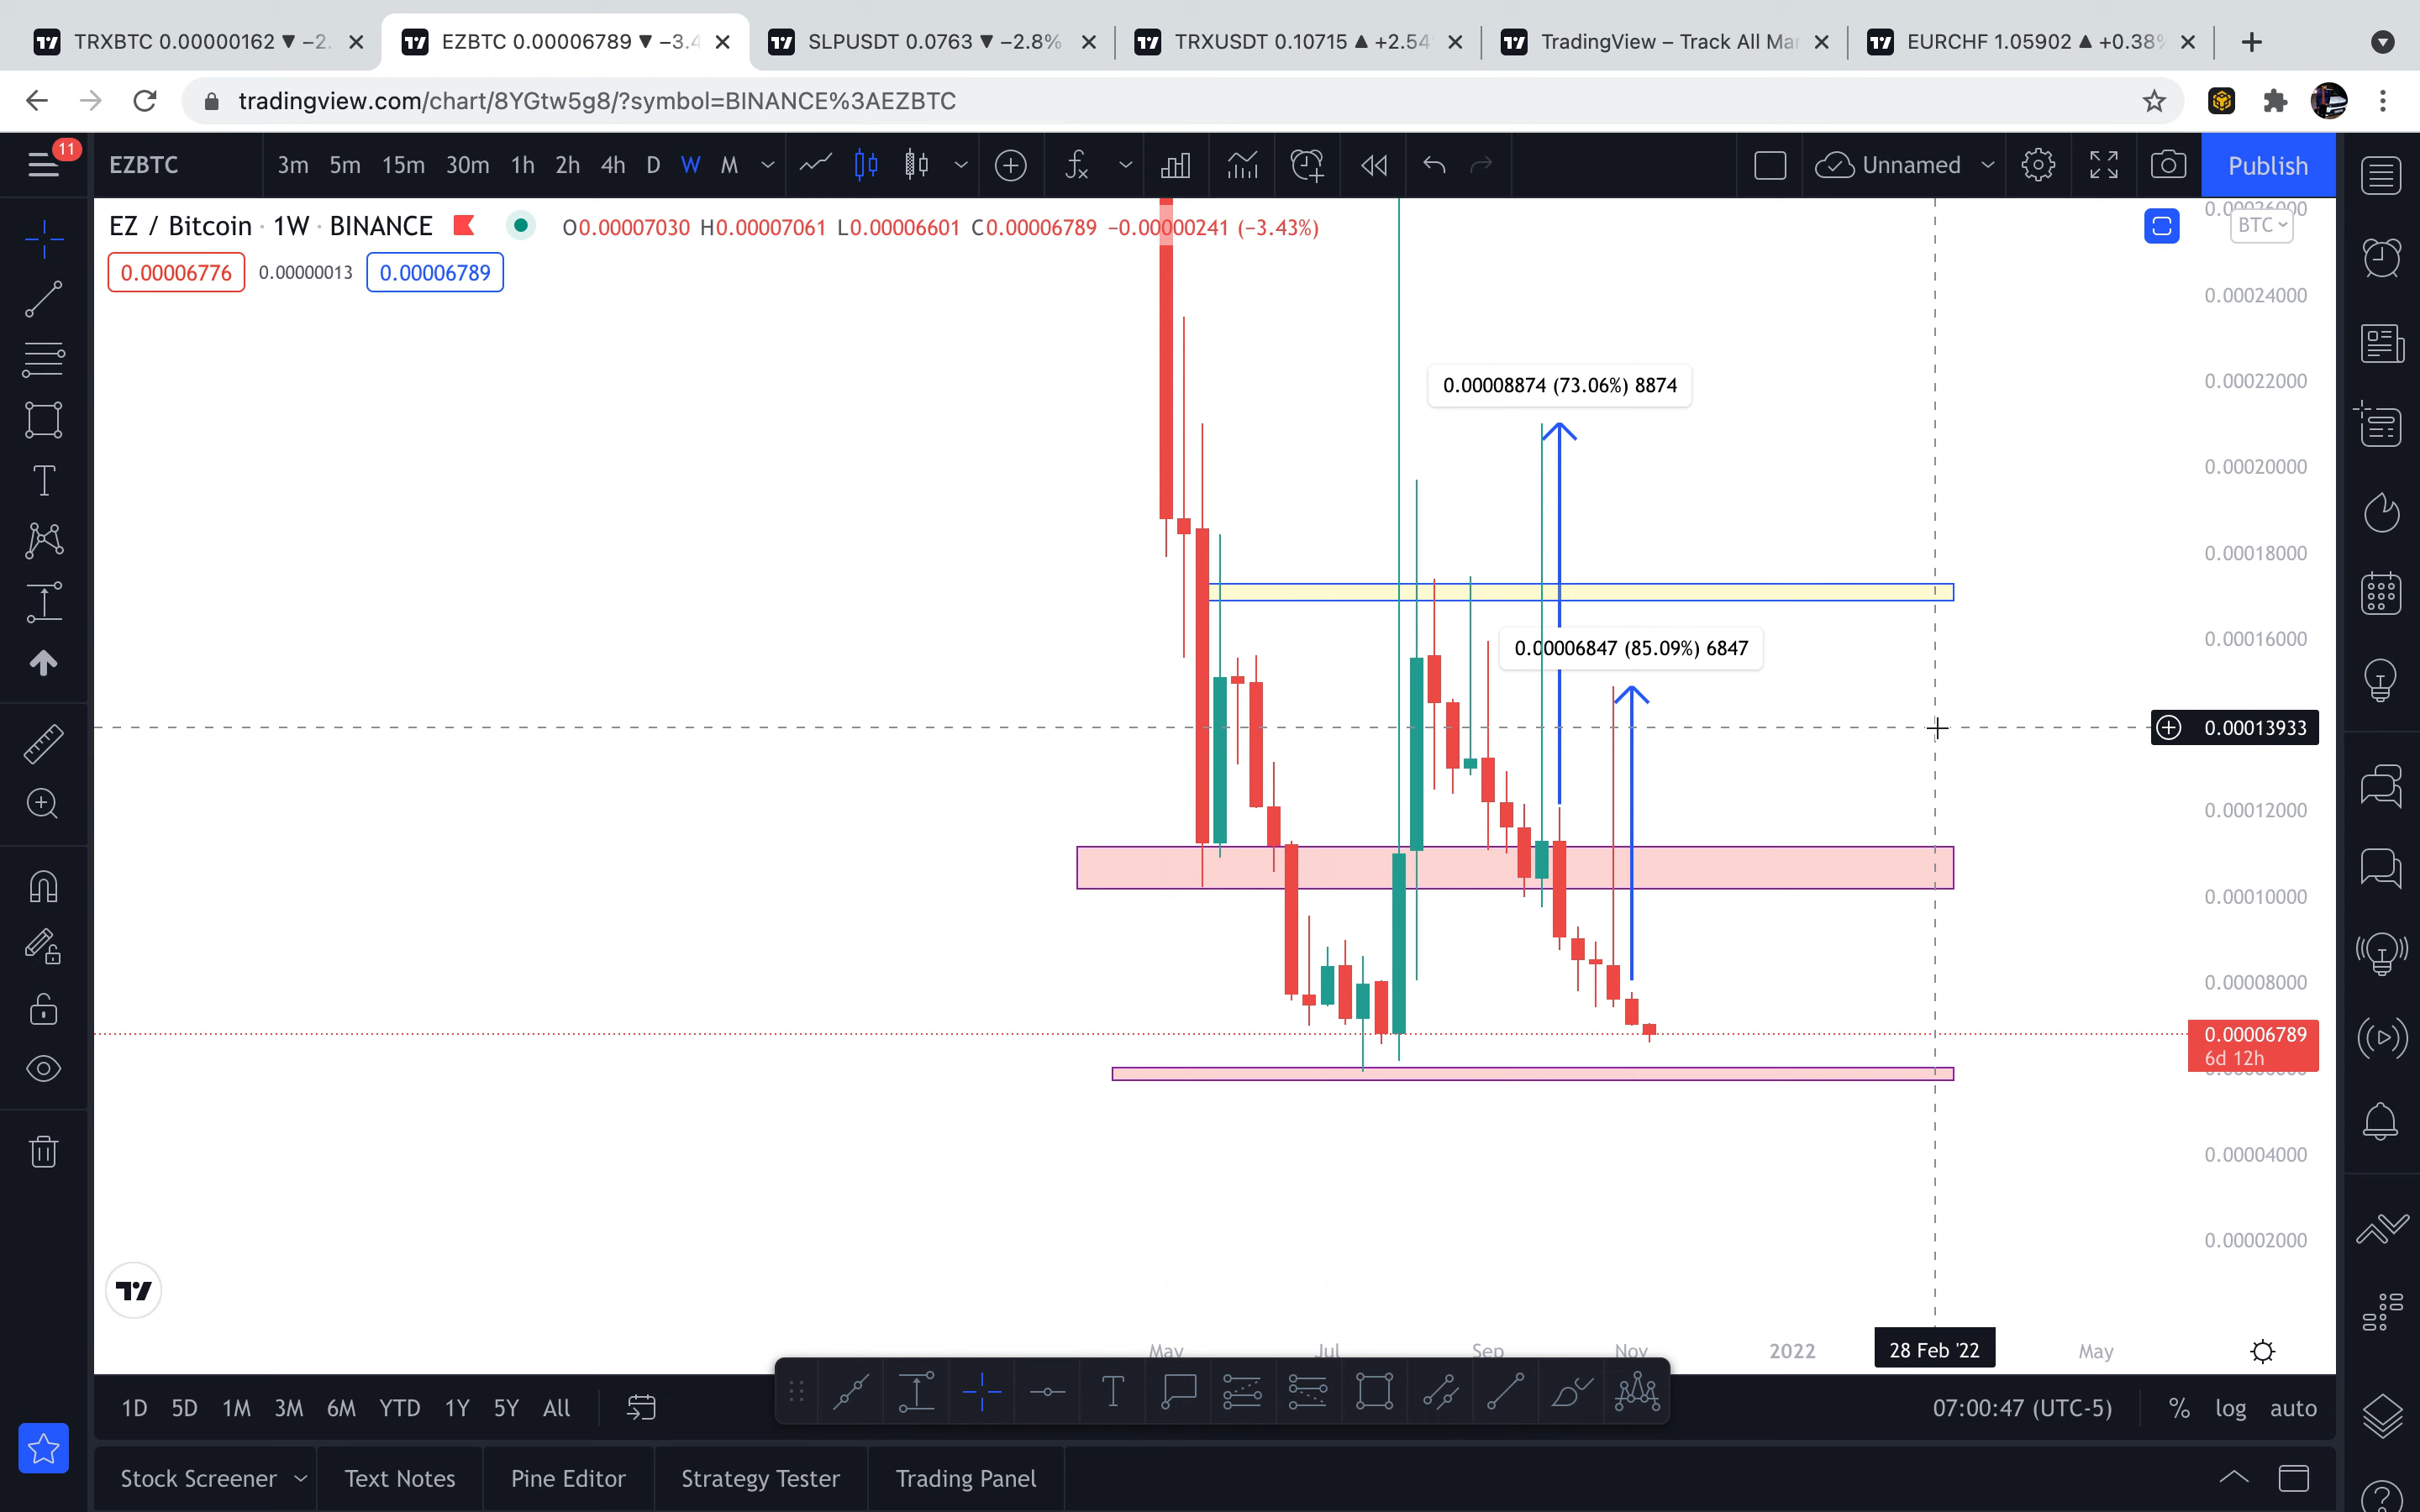 TRXBTC 0.00000162 ▼ −2.
EZBTC 0.00006789 ▼ −3.4
SLPUSDT 0.0763 ▼ −2.8%
TRXUSDT 0.10715 ▲ +2.54
TradingView – Track All Mar
EURCHF 1.05902 ▲ +0.38%
tradingview.com/chart/8YGtw5g8/?symbol=BINANCE%3AEZBTC
11
EZBTC
3m 5m 15m 30m 1h 2h 4h D W M
Unnamed
Publish
EZ / Bitcoin · 1W · BINANCE
O0.00007030 H0.00007061 L0.00006601 C0.00006789 −0.00000241 (−3.43%)
0.00006776 0.00000013 0.00006789
BTC
0.00024000
0.00022000
0.00020000
0.00018000
0.00016000
0.00013933
0.00012000
0.00010000
0.00008000
0.00006789
6d 12h
0.00004000
0.00002000
0.00008874 (73.06%) 8874
0.00006847 (85.09%) 6847
May Jul Sep Nov 2022 28 Feb '22 May
1D 5D 1M 3M 6M YTD 1Y 5Y All
07:00:47 (UTC-5) % log auto
Stock Screener Text Notes Pine Editor Strategy Tester Trading Panel